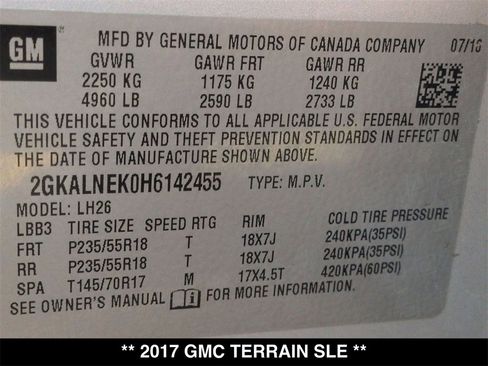 GM
MFD BY GENERAL MOTORS OF CANADA COMPANY 07/16
GVWR GAWR FRT GAWR RR
2250 KG 1175 KG 1240 KG
4960 LB 2590 LB 2733 LB
THIS VEHICLE CONFORMS TO ALL APPLICABLE U.S. FEDERAL MOTOR
VEHICLE SAFETY AND THEFT PREVENTION STANDARDS IN EFFECT ON
THE DATE OF MANUFACTURE SHOWN ABOVE.
2GKALNEK0H6142455 TYPE: M.P.V.
MODEL: LH26
LBB3 TIRE SIZE SPEED RTG RIM COLD TIRE PRESSURE
FRT P235/55R18 T 18X7J 240KPA(35PSI)
RR P235/55R18 T 18X7J 240KPA(35PSI)
SPA T145/70R17 M 17X4.5T 420KPA(60PSI)
SEE OWNER'S MANUAL FOR MORE INFORMATION.
** 2017 GMC TERRAIN SLE **